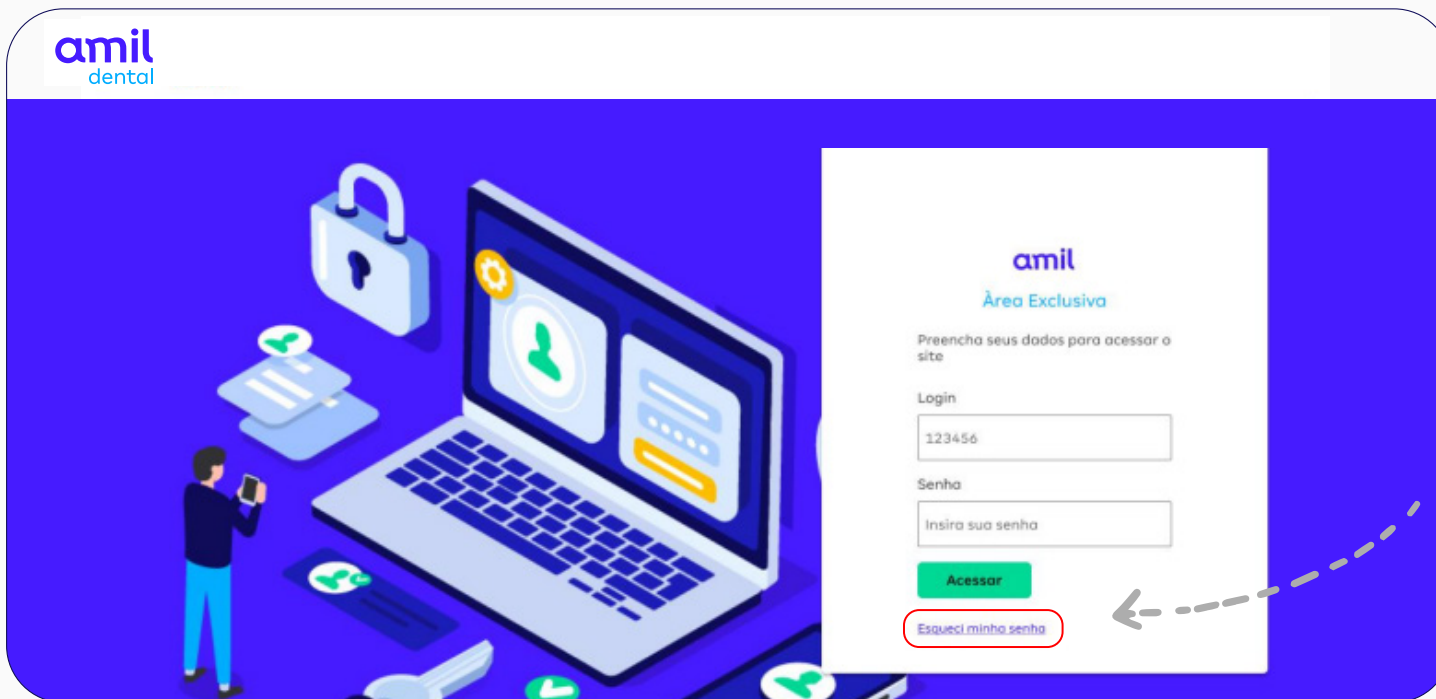 amil
dental
amil
Àrea Exclusiva
Preencha seus dados para acessar o
site
Login
123456
Senha
Insira sua senha
Acessar
Esqueci minha senha